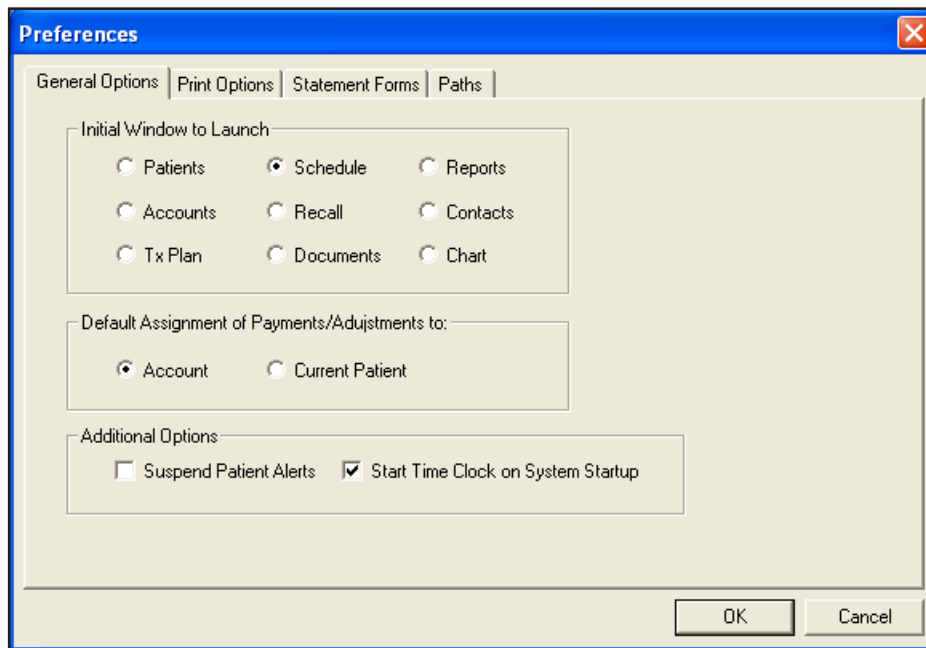 Preferences
General Options Print Options Statement Forms Paths
Initial Window to Launch
Patients Schedule Reports
Accounts Recall Contacts
Tx Plan Documents Chart
Default Assignment of Payments/Adujstments to:
Account Current Patient
Additional Options
Suspend Patient Alerts Start Time Clock on System Startup
OK Cancel